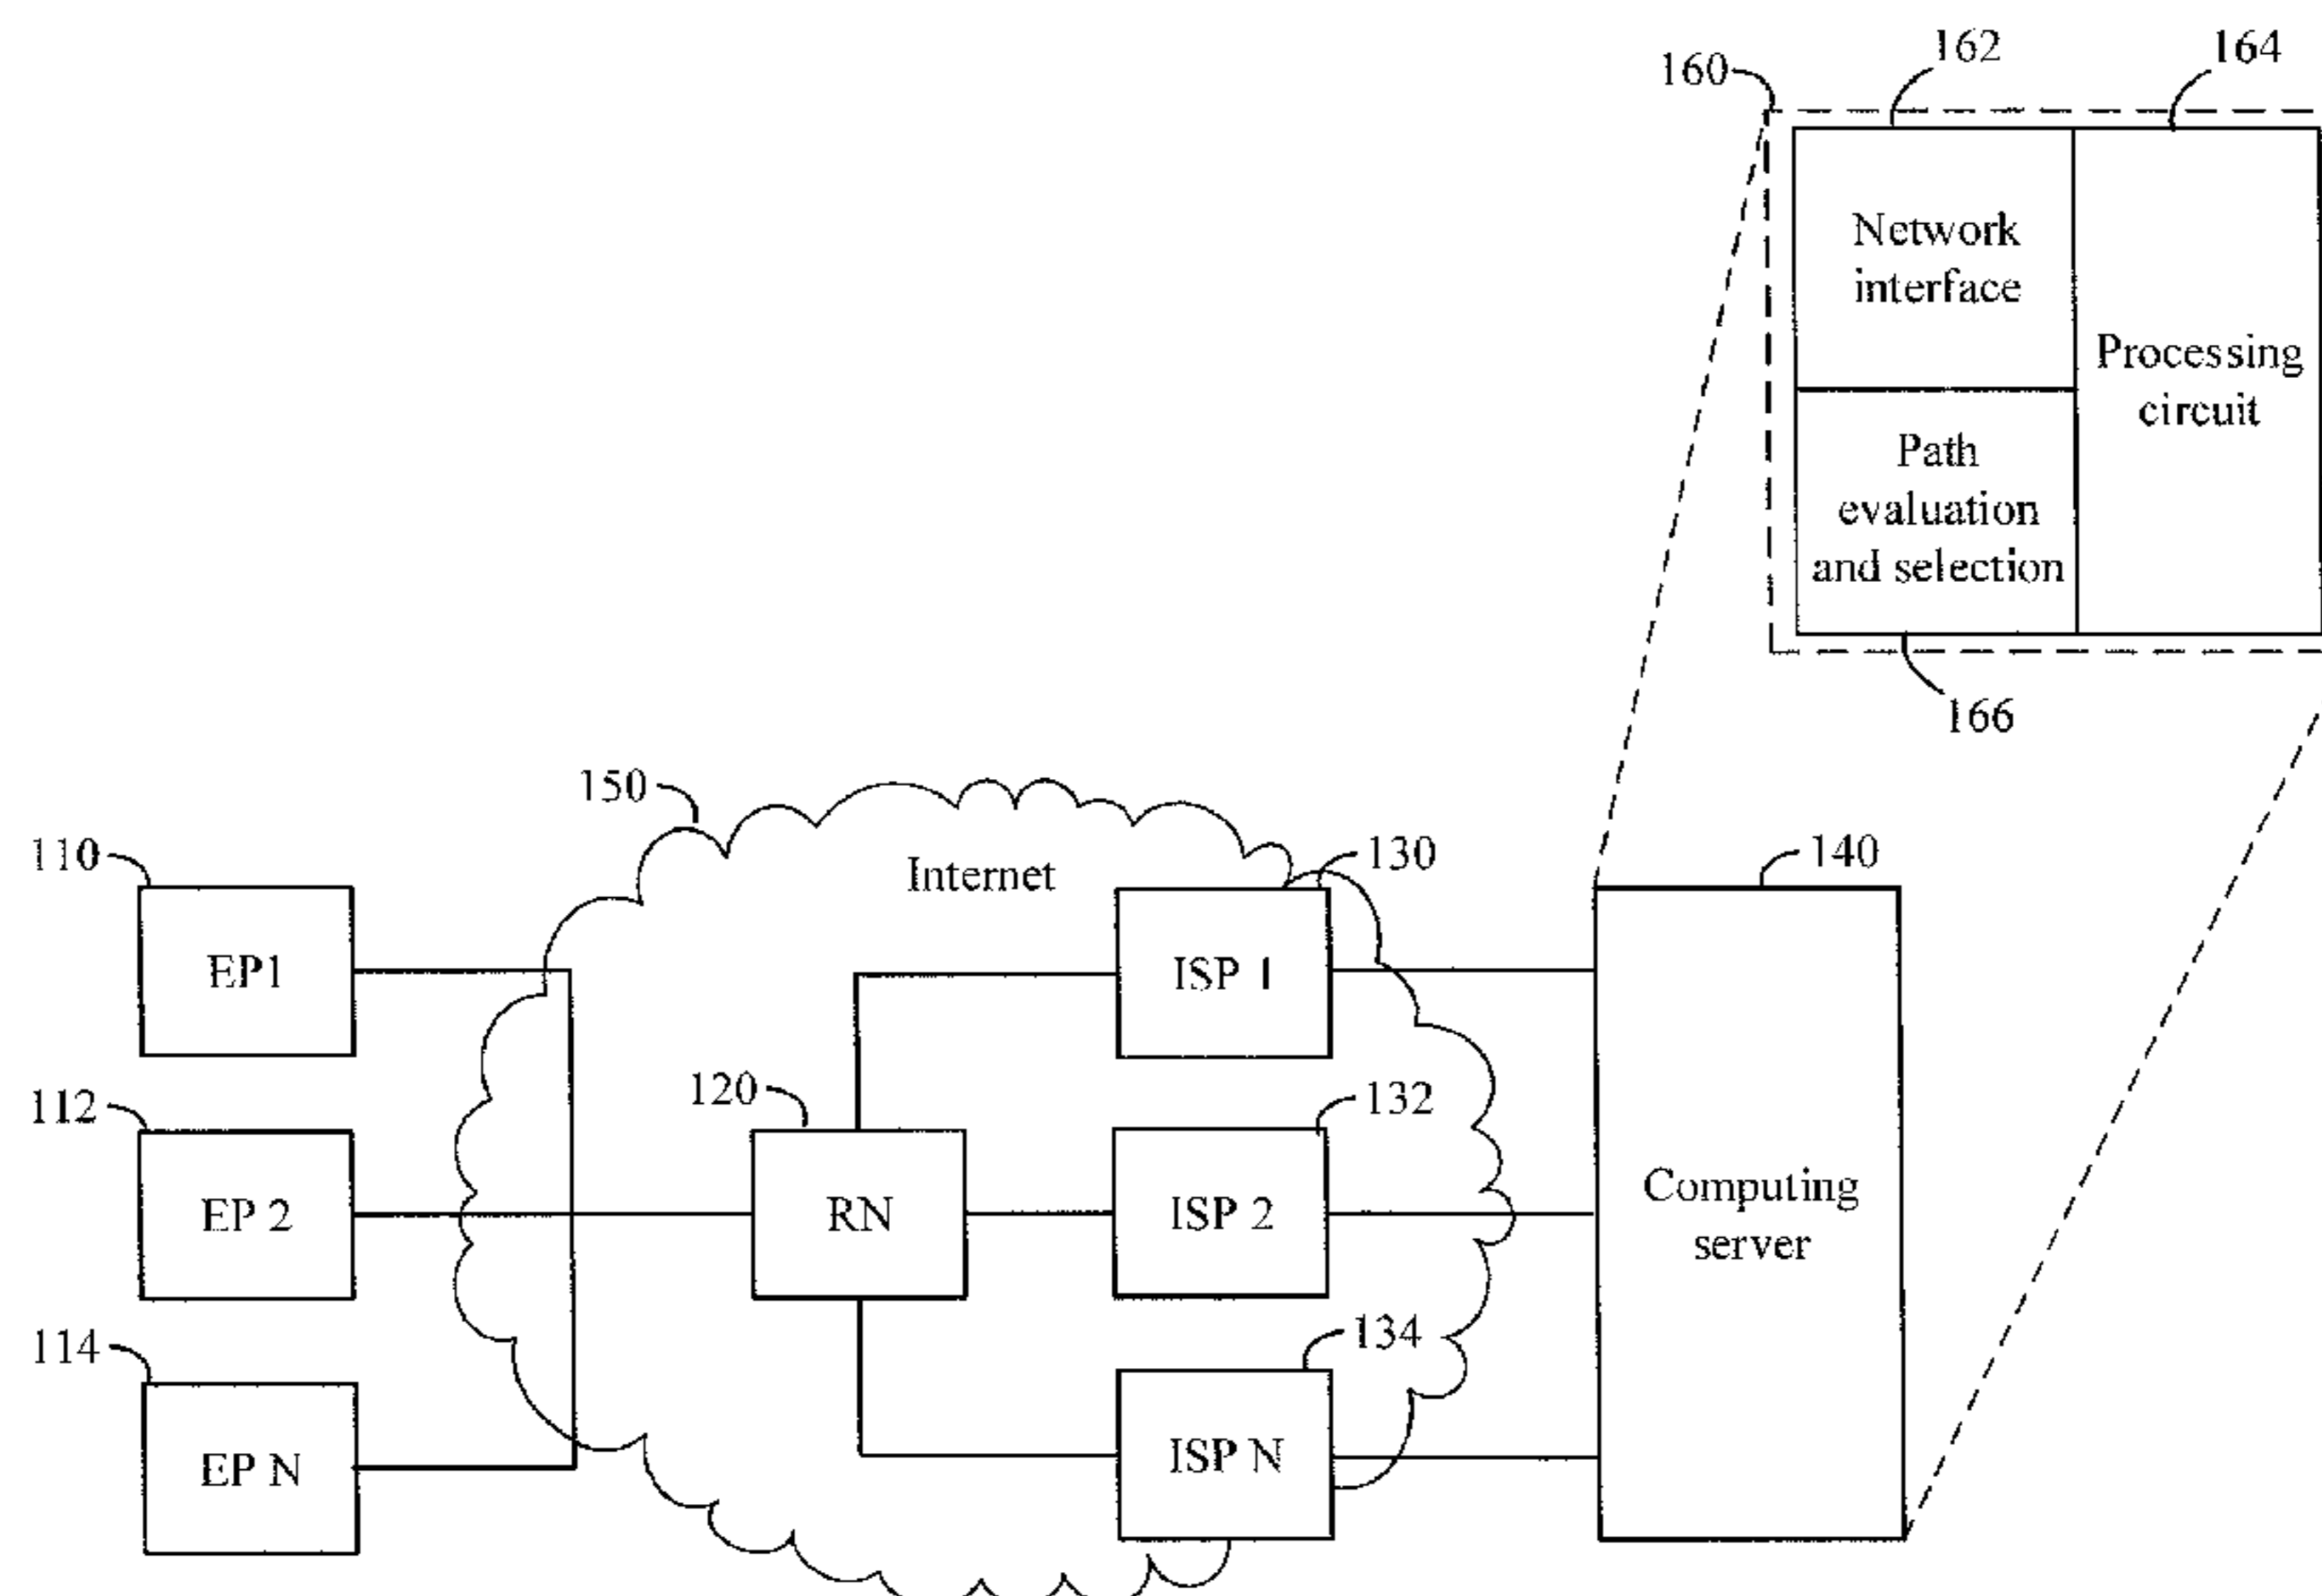 160
162
164
Network
interface
Processing
circuit
Path
evaluation
and selection
166
150
Internet
110
EP1
130
ISP 1
140
112
EP 2
120
RN
132
ISP 2
Computing
server
114
EP N
134
ISP N